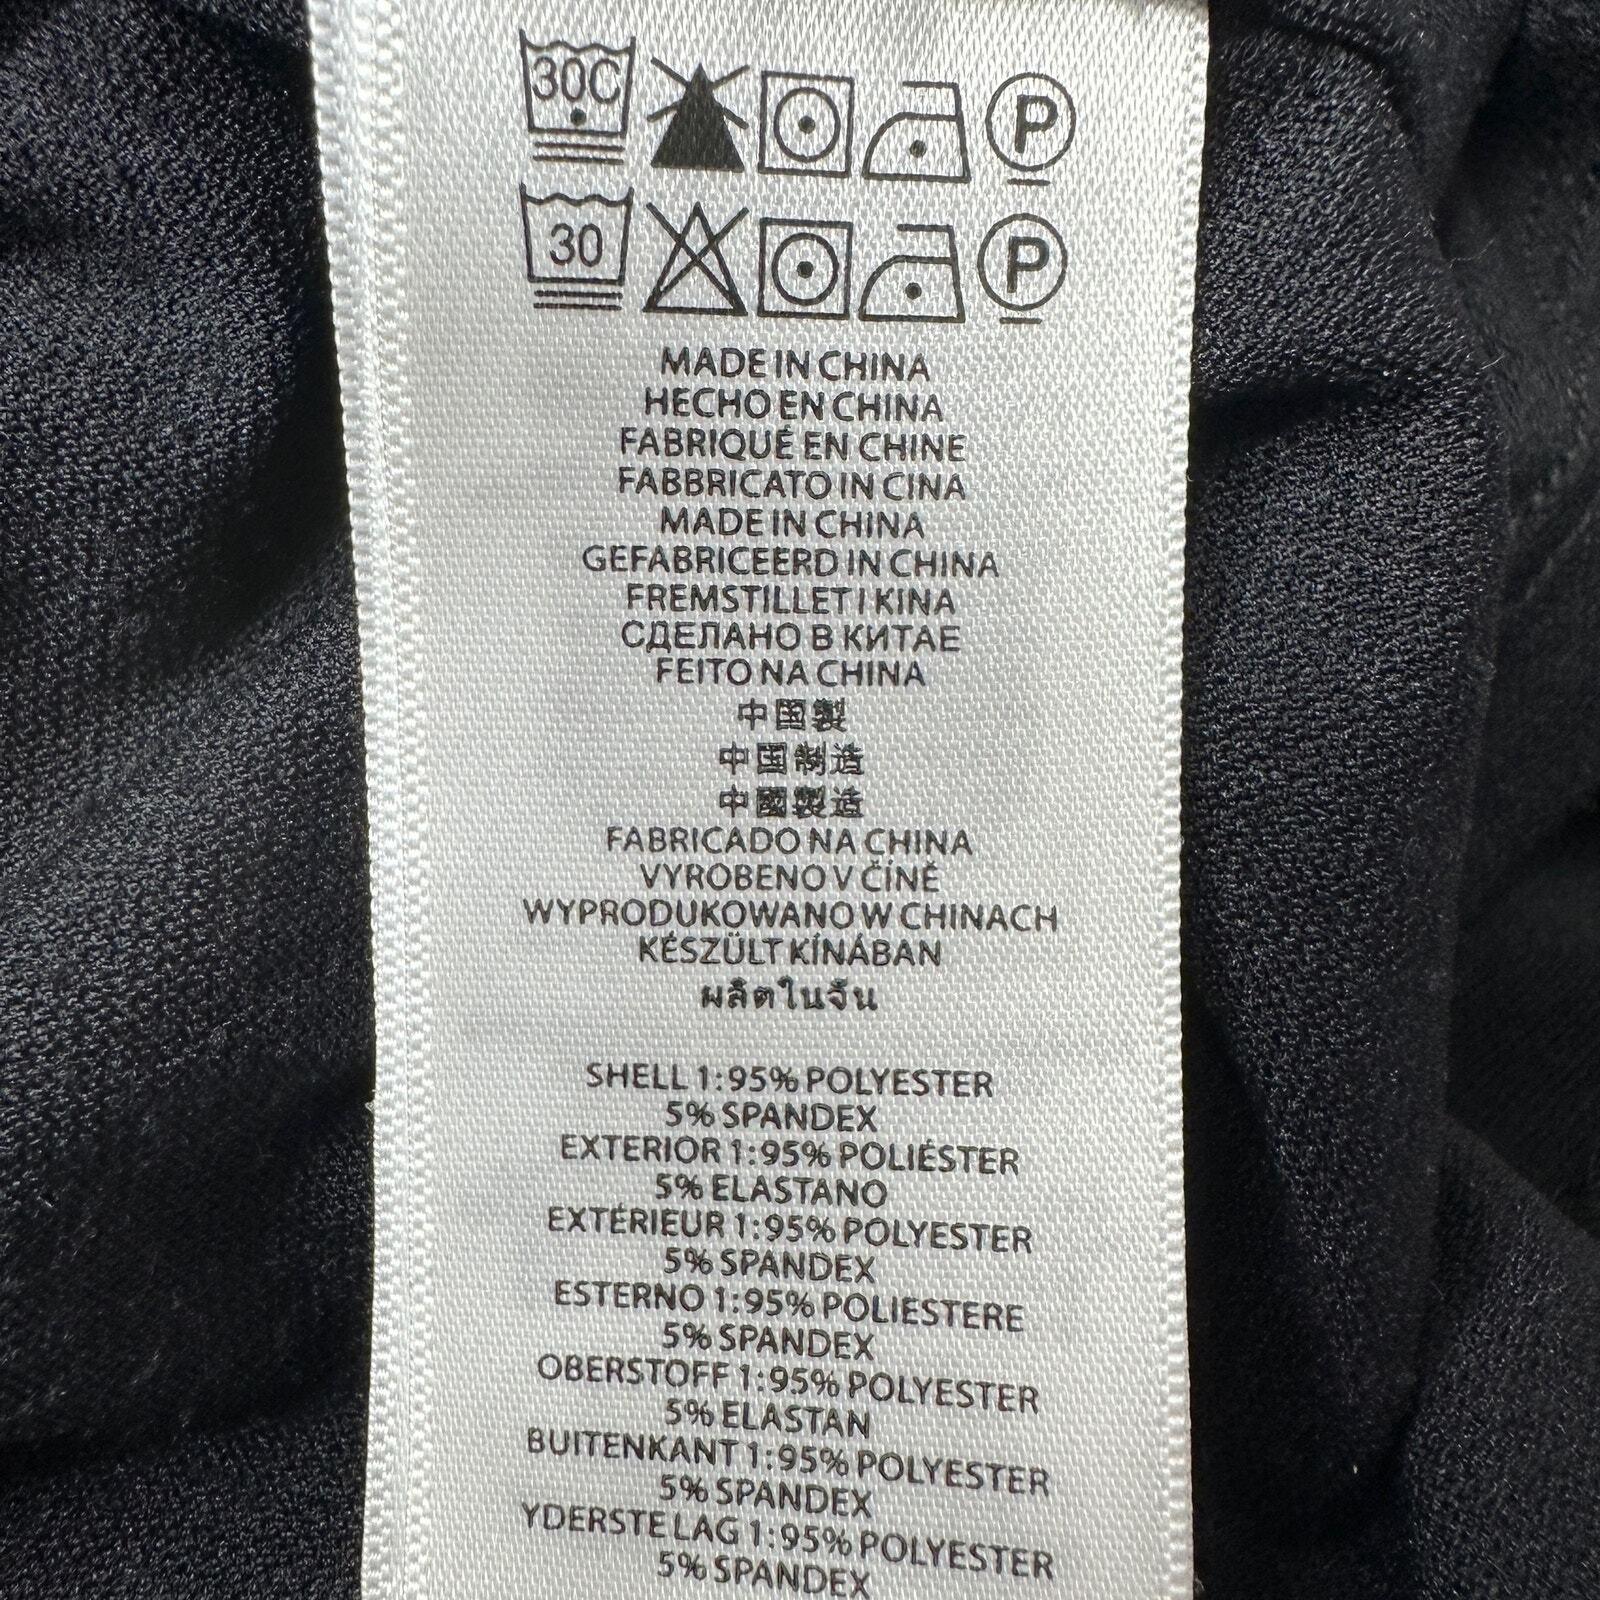 30C P
30 P
MADE IN CHINA
HECHO EN CHINA
FABRIQUÉ EN CHINE
FABBRICATO IN CINA
MADE IN CHINA
GEFABRICEERD IN CHINA
FREMSTILLET I KINA
СДЕЛАНО В КИТАЕ
FEITO NA CHINA
中国製
中国制造
中國製造
FABRICADO NA CHINA
VYROBENO V ČÍNĚ
WYPRODUKOWANO W CHINACH
KÉSZÜLT KÍNÁBAN
ผลิตในจีน
SHELL 1:95% POLYESTER
5% SPANDEX
EXTERIOR 1:95% POLIÉSTER
5% ELASTANO
EXTÉRIEUR 1:95% POLYESTER
5% SPANDEX
ESTERNO 1:95% POLIESTERE
5% SPANDEX
OBERSTOFF 1:95% POLYESTER
5% ELASTAN
BUITENKANT 1:95% POLYESTER
5% SPANDEX
YDERSTE LAG 1:95% POLYESTER
5% SPANDEX